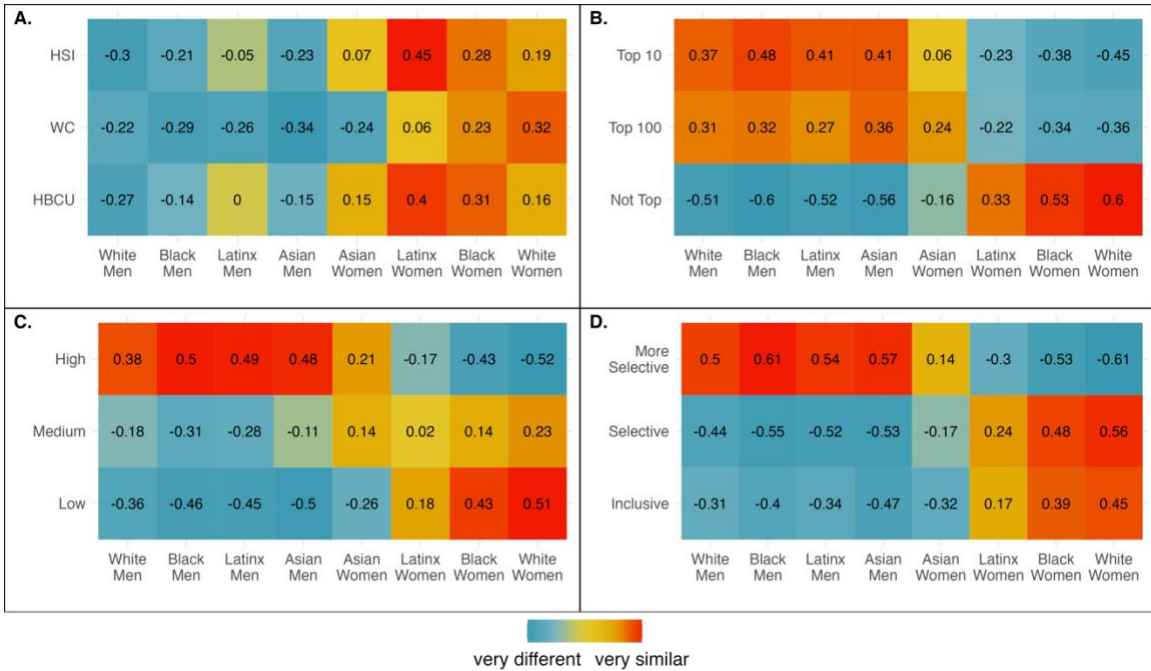 A.
HSI -0.3 -0.21 -0.05 -0.23 0.07 0.45 0.28 0.19
WC -0.22 -0.29 -0.26 -0.34 -0.24 0.06 0.23 0.32
HBCU -0.27 -0.14 0 -0.15 0.15 0.4 0.31 0.16
White Black Latinx Asian Asian Latinx Black White
Men Men Men Men Women Women Women Women
B.
Top 10 0.37 0.48 0.41 0.41 0.06 -0.23 -0.38 -0.45
Top 100 0.31 0.32 0.27 0.36 0.24 -0.22 -0.34 -0.36
Not Top -0.51 -0.6 -0.52 -0.56 -0.16 0.33 0.53 0.6
White Black Latinx Asian Asian Latinx Black White
Men Men Men Men Women Women Women Women
C.
High 0.38 0.5 0.49 0.48 0.21 -0.17 -0.43 -0.52
Medium -0.18 -0.31 -0.28 -0.11 0.14 0.02 0.14 0.23
Low -0.36 -0.46 -0.45 -0.5 -0.26 0.18 0.43 0.51
White Black Latinx Asian Asian Latinx Black White
Men Men Men Men Women Women Women Women
D.
More
Selective 0.5 0.61 0.54 0.57 0.14 -0.3 -0.53 -0.61
Selective -0.44 -0.55 -0.52 -0.53 -0.17 0.24 0.48 0.56
Inclusive -0.31 -0.4 -0.34 -0.47 -0.32 0.17 0.39 0.45
White Black Latinx Asian Asian Latinx Black White
Men Men Men Men Women Women Women Women
very different very similar